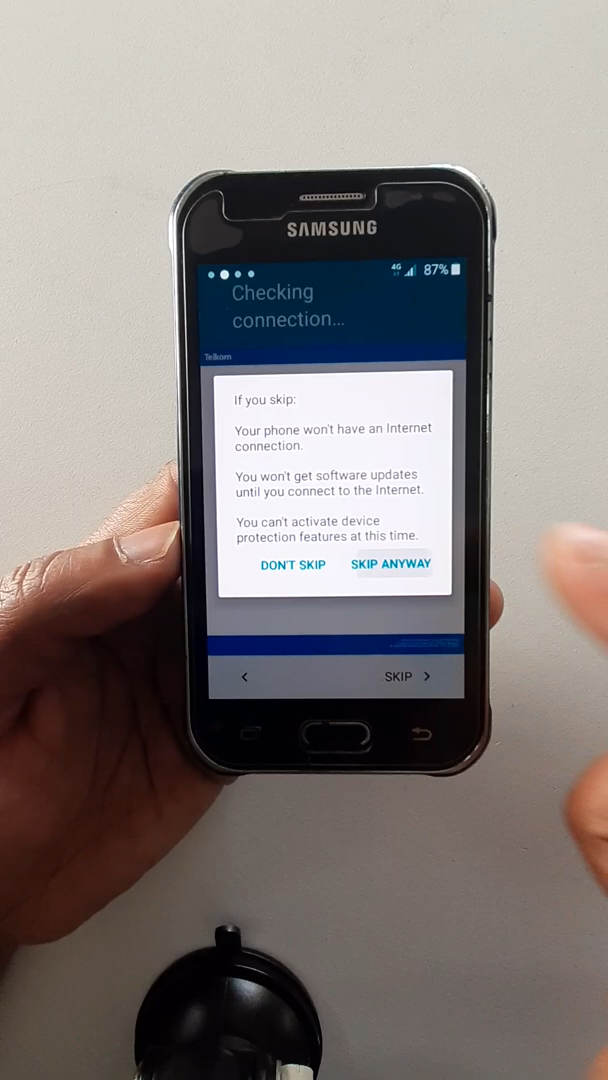 SAMSUNG
4G 87%
Checking
connection...
Telkom
If you skip:
Your phone won't have an Internet
connection.
You won't get software updates
until you connect to the Internet.
You can't activate device
protection features at this time.
DON'T SKIP SKIP ANYWAY
SKIP